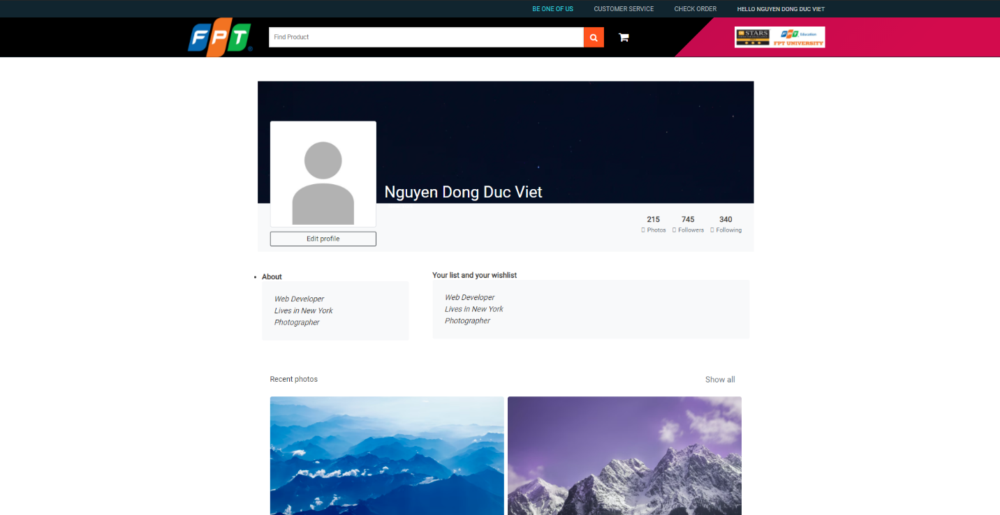 BE ONE OF US CUSTOMER SERVICE CHECK ORDER HELLO NGUYEN DONG DUC VIET
FPT®
Find Product
STARS
FPT Education
FPT UNIVERSITY
Nguyen Dong Duc Viet
215 745 340
Photos Followers Following
Edit profile
About
Web Developer
Lives in New York
Photographer
Your list and your wishlist
Web Developer
Lives in New York
Photographer
Recent photos Show all